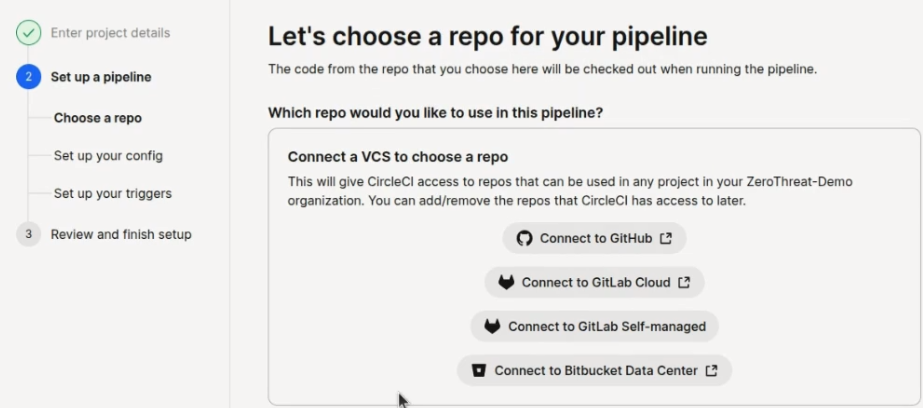 Enter project details
2 Set up a pipeline
Choose a repo
Set up your config
Set up your triggers
3 Review and finish setup
Let's choose a repo for your pipeline
The code from the repo that you choose here will be checked out when running the pipeline.
Which repo would you like to use in this pipeline?
Connect a VCS to choose a repo
This will give CircleCI access to repos that can be used in any project in your ZeroThreat-Demo
organization. You can add/remove the repos that CircleCI has access to later.
Connect to GitHub
Connect to GitLab Cloud
Connect to GitLab Self-managed
Connect to Bitbucket Data Center